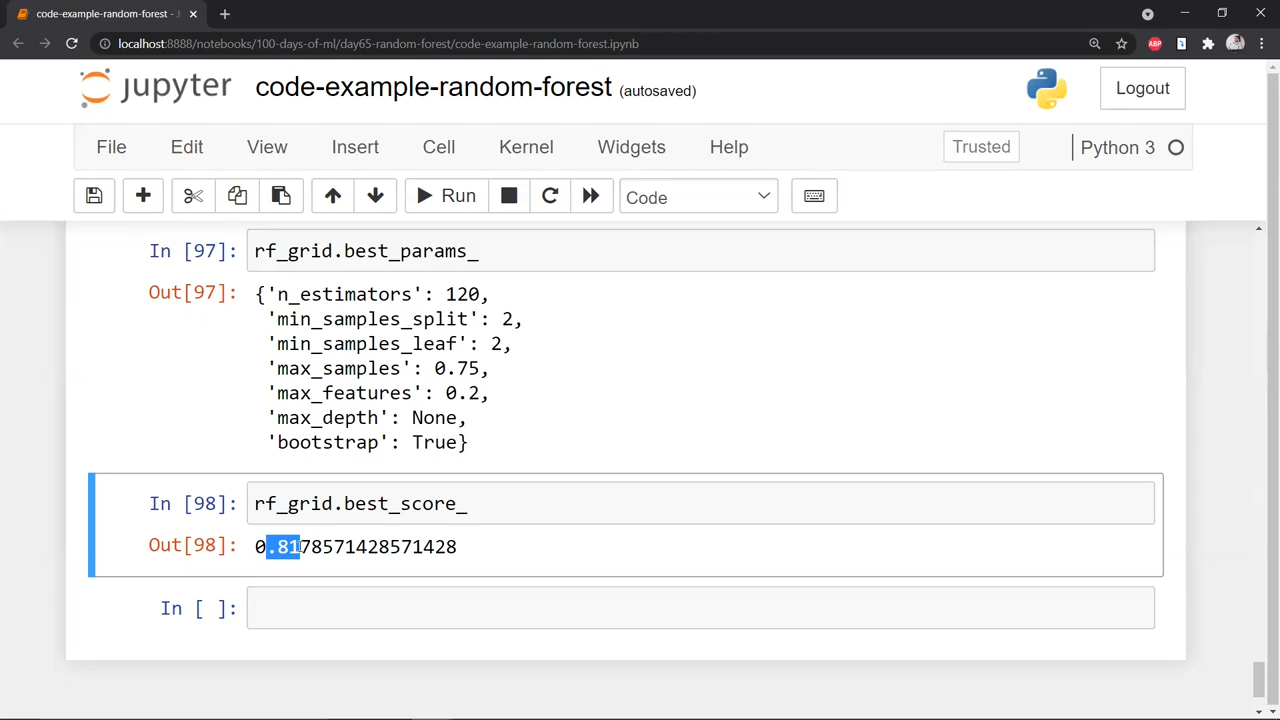 code-example-random-forest - J
localhost:8888/notebooks/100-days-of-ml/day65-random-forest/code-example-random-forest.ipynb
ABP
jupyter code-example-random-forest (autosaved)
Logout
File Edit View Insert Cell Kernel Widgets Help Trusted Python 3
Run Code
In [97]: rf_grid.best_params_
Out[97]: {'n_estimators': 120,
'min_samples_split': 2,
'min_samples_leaf': 2,
'max_samples': 0.75,
'max_features': 0.2,
'max_depth': None,
'bootstrap': True}
In [98]: rf_grid.best_score_
Out[98]: 0.8178571428571428
In [ ]: